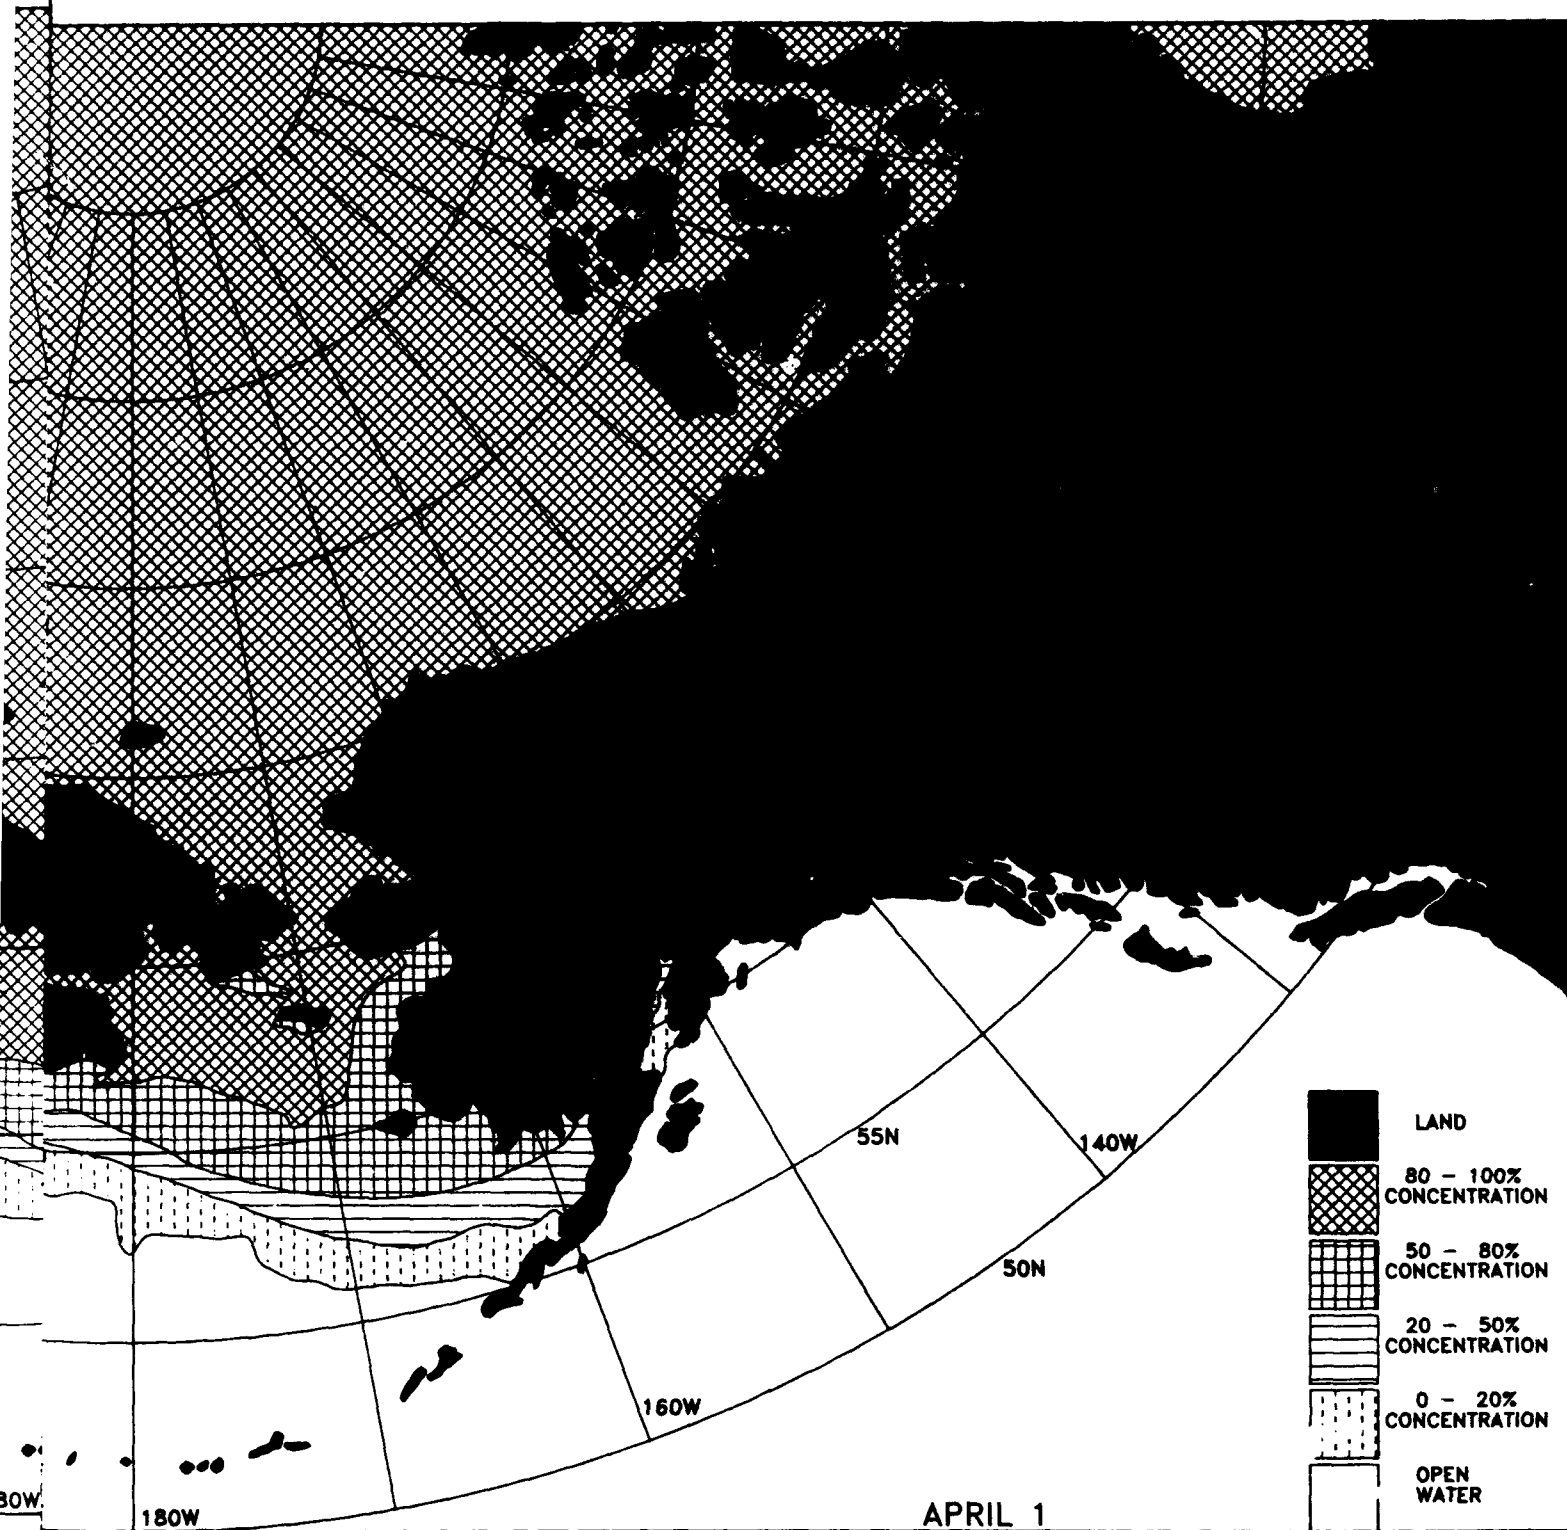 55N
140W
50N
160W
80W
180W
APRIL 1
LAND
80 - 100%
CONCENTRATION
50 - 80%
CONCENTRATION
20 - 50%
CONCENTRATION
0 - 20%
CONCENTRATION
OPEN
WATER